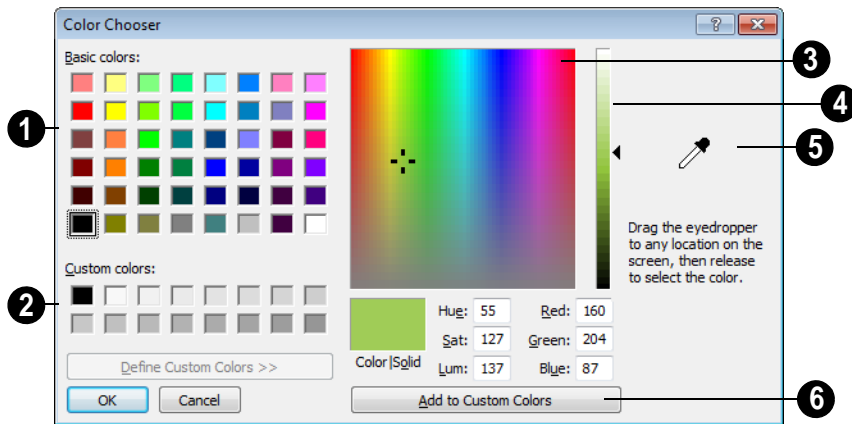 Color Chooser
?
Basic colors:
3
4
1
5
Drag the eyedropper
to any location on the
screen, then release
to select the color.
Custom colors:
2
Hue: 55 Red: 160
Sat: 127 Green: 204
Color|Solid Lum: 137 Blue: 87
Define Custom Colors >>
OK Cancel Add to Custom Colors 6